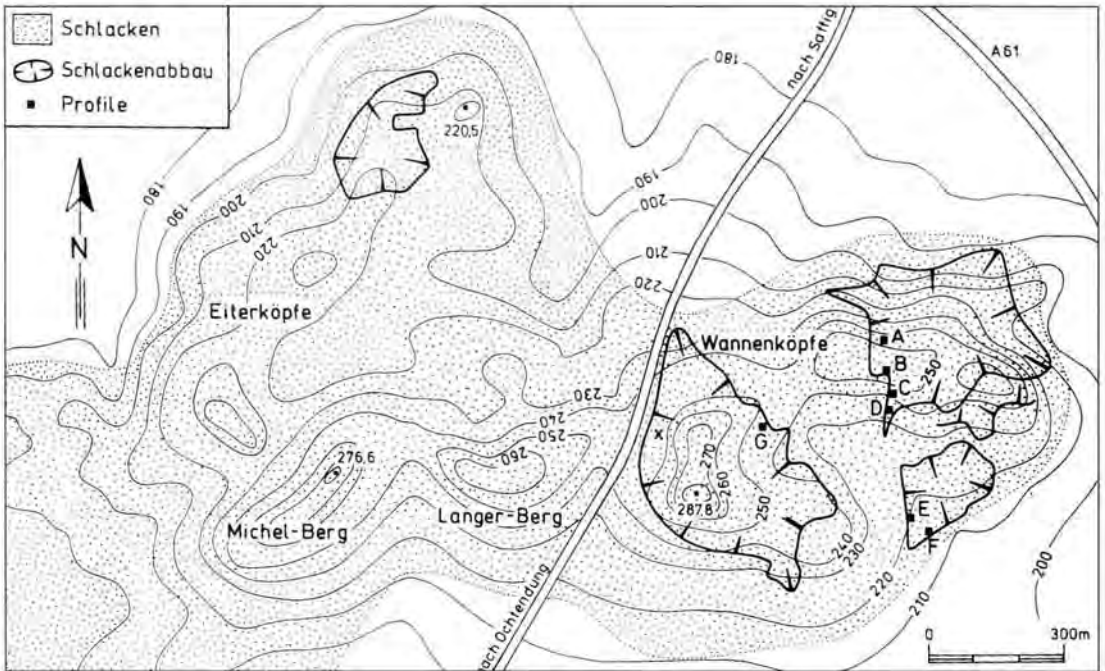 Schlacken
Schlackenabbau
Profile
N
nach Saftig
A61
180
180
190
200
210
220
220,5
190
200
210
220
Eiterköpfe
Wannenköpfe
A
B
C
D
250
230
240
250
260
276,6
Michel-Berg
Langer-Berg
x
G
270
260
250
287,8
240
230
220
210
200
E
F
nach Ochtendung
0
300m